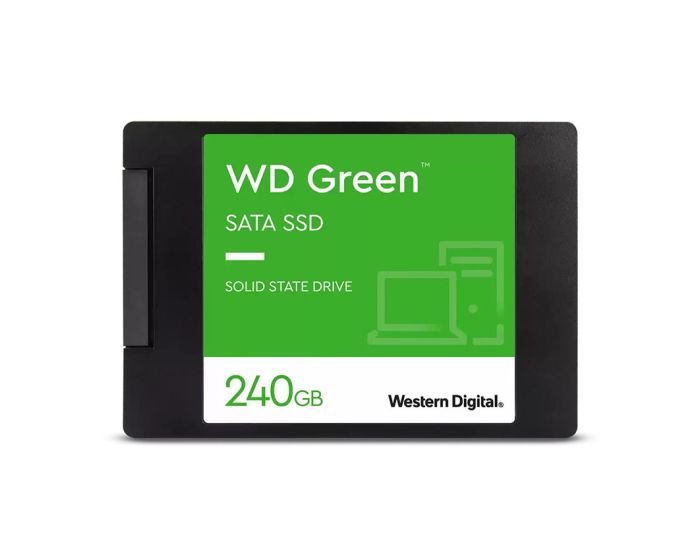 WD Green™
SATA SSD
SOLID STATE DRIVE
240GB
Western Digital®